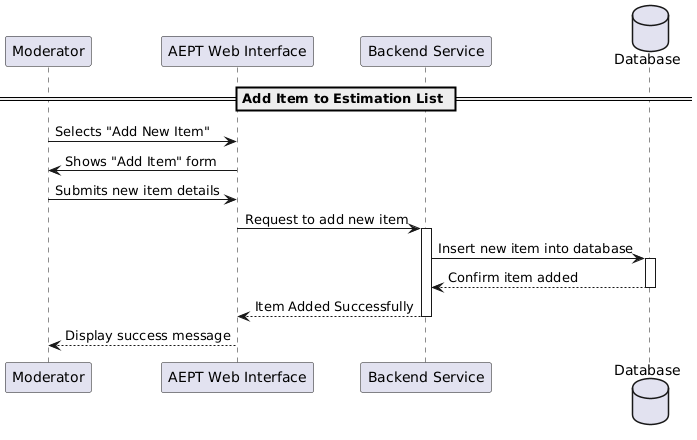 Moderator
AEPT Web Interface
Backend Service
Database
Add Item to Estimation List
Selects "Add New Item"
Shows "Add Item" form
Submits new item details
Request to add new item
Insert new item into database
Confirm item added
Item Added Successfully
Display success message
Moderator
AEPT Web Interface
Backend Service
Database